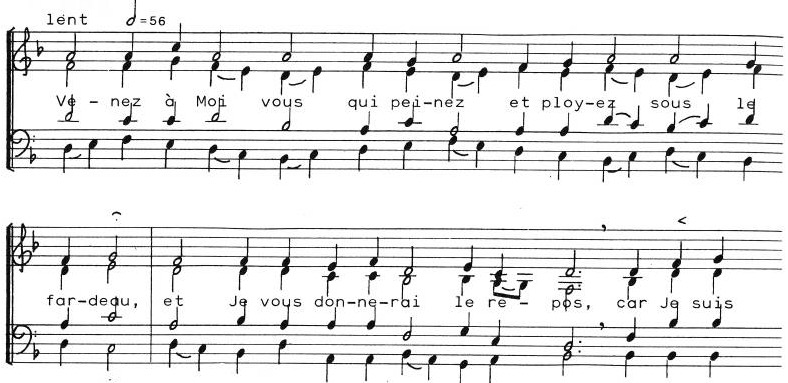 lent 𝅗𝅥 =56
Ve - nez à Moi vous qui pei-nez et ploy-ez sous le
far-deau, et Je vous don-ne-rai le re - pos, car Je suis